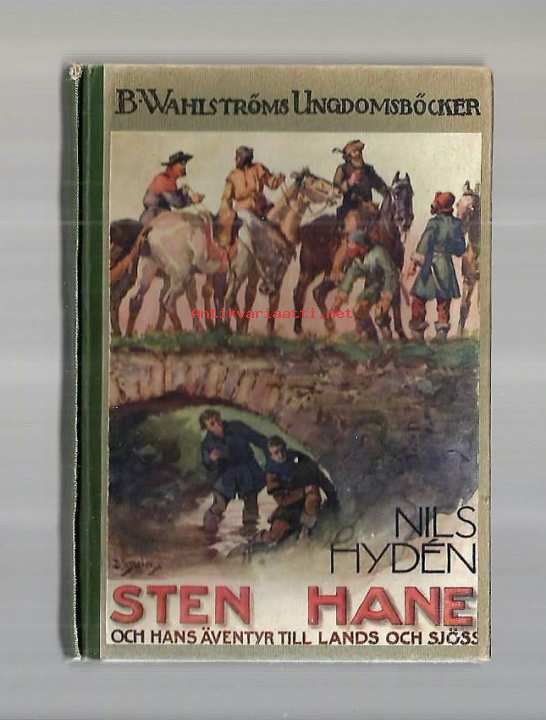 B. WAHLSTRÖMS UNGDOMSBÖCKER
antikvariaatti.net
NILS
HYDÉN
STEN HANE
OCH HANS ÄVENTYR TILL LANDS OCH SJÖSS